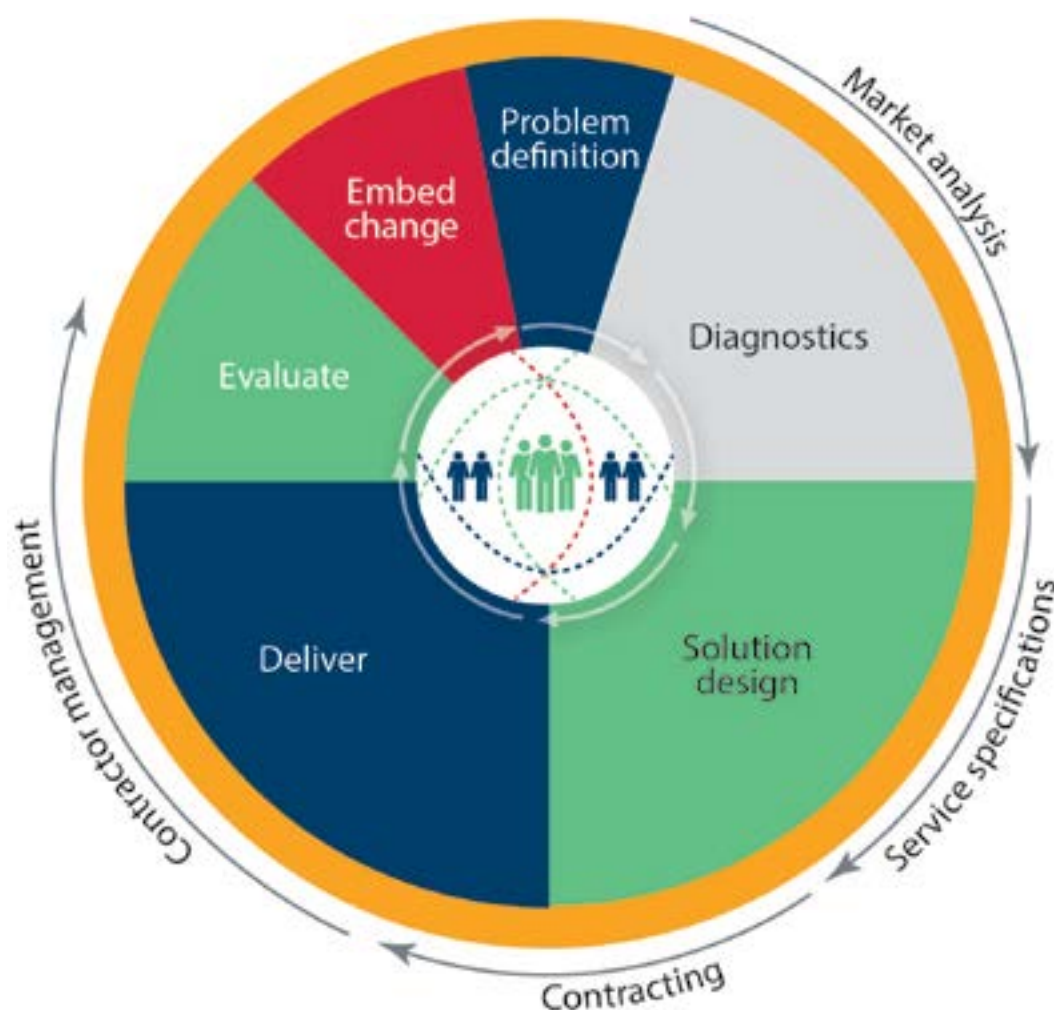 Problem
definition
Diagnostics
Solution
design
Deliver
Evaluate
Embed
change
Market analysis
Service specifications
Contracting
Contractor management